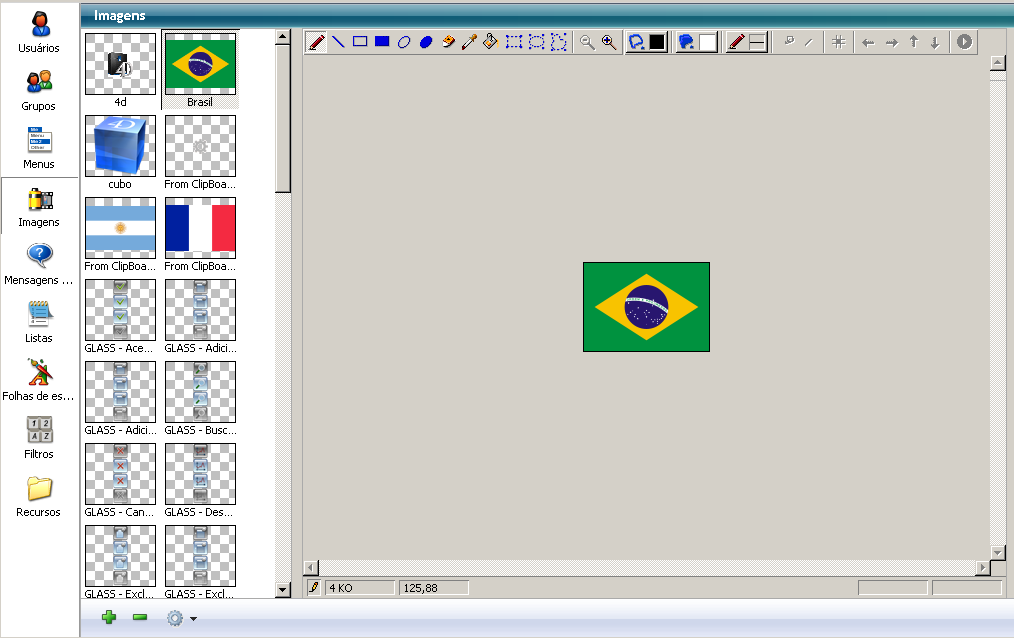 Imagens
Usuários
Grupos
Menus
Imagens
Mensagens ...
Listas
Folhas de es...
Filtros
Recursos
4d
Brasil
cubo
From ClipBoa...
From ClipBoa...
From ClipBoa...
GLASS - Ace...
GLASS - Adici...
GLASS - Adici...
GLASS - Busc...
GLASS - Can...
GLASS - Des...
GLASS - Excl...
GLASS - Excl...
4 KO
125,88